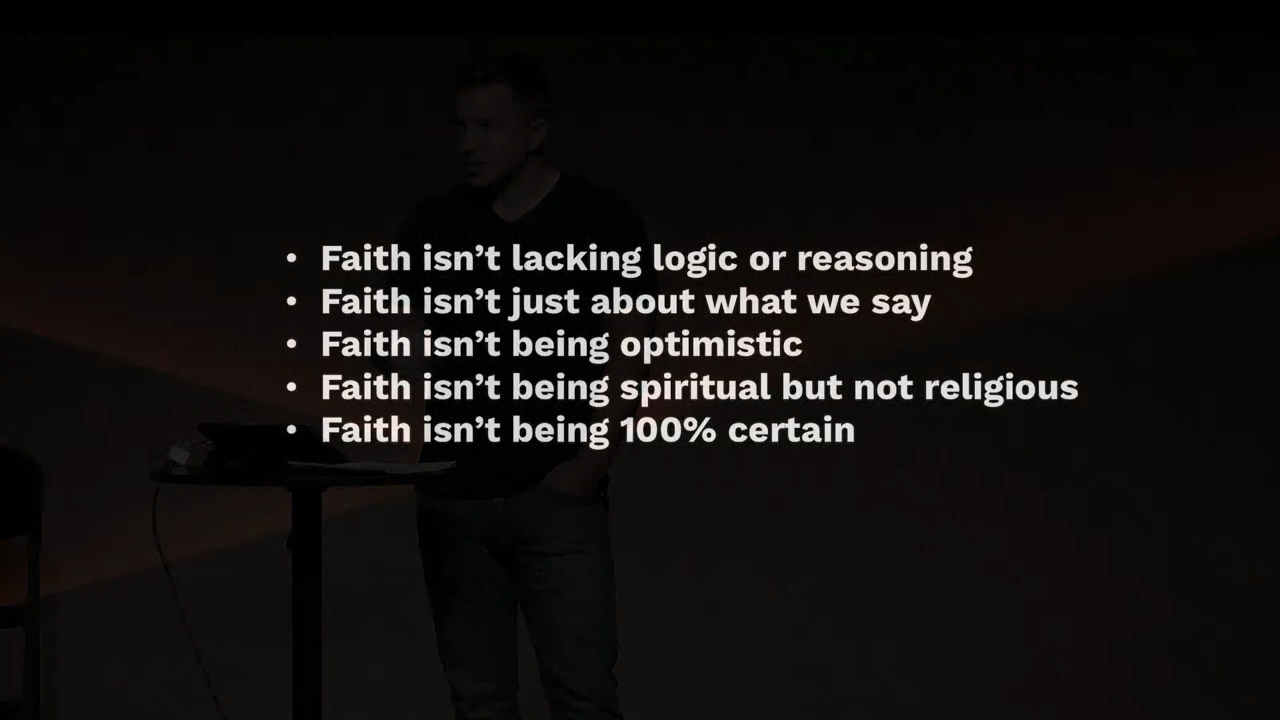 • Faith isn’t lacking logic or reasoning
• Faith isn’t just about what we say
• Faith isn’t being optimistic
• Faith isn’t being spiritual but not religious
• Faith isn’t being 100% certain